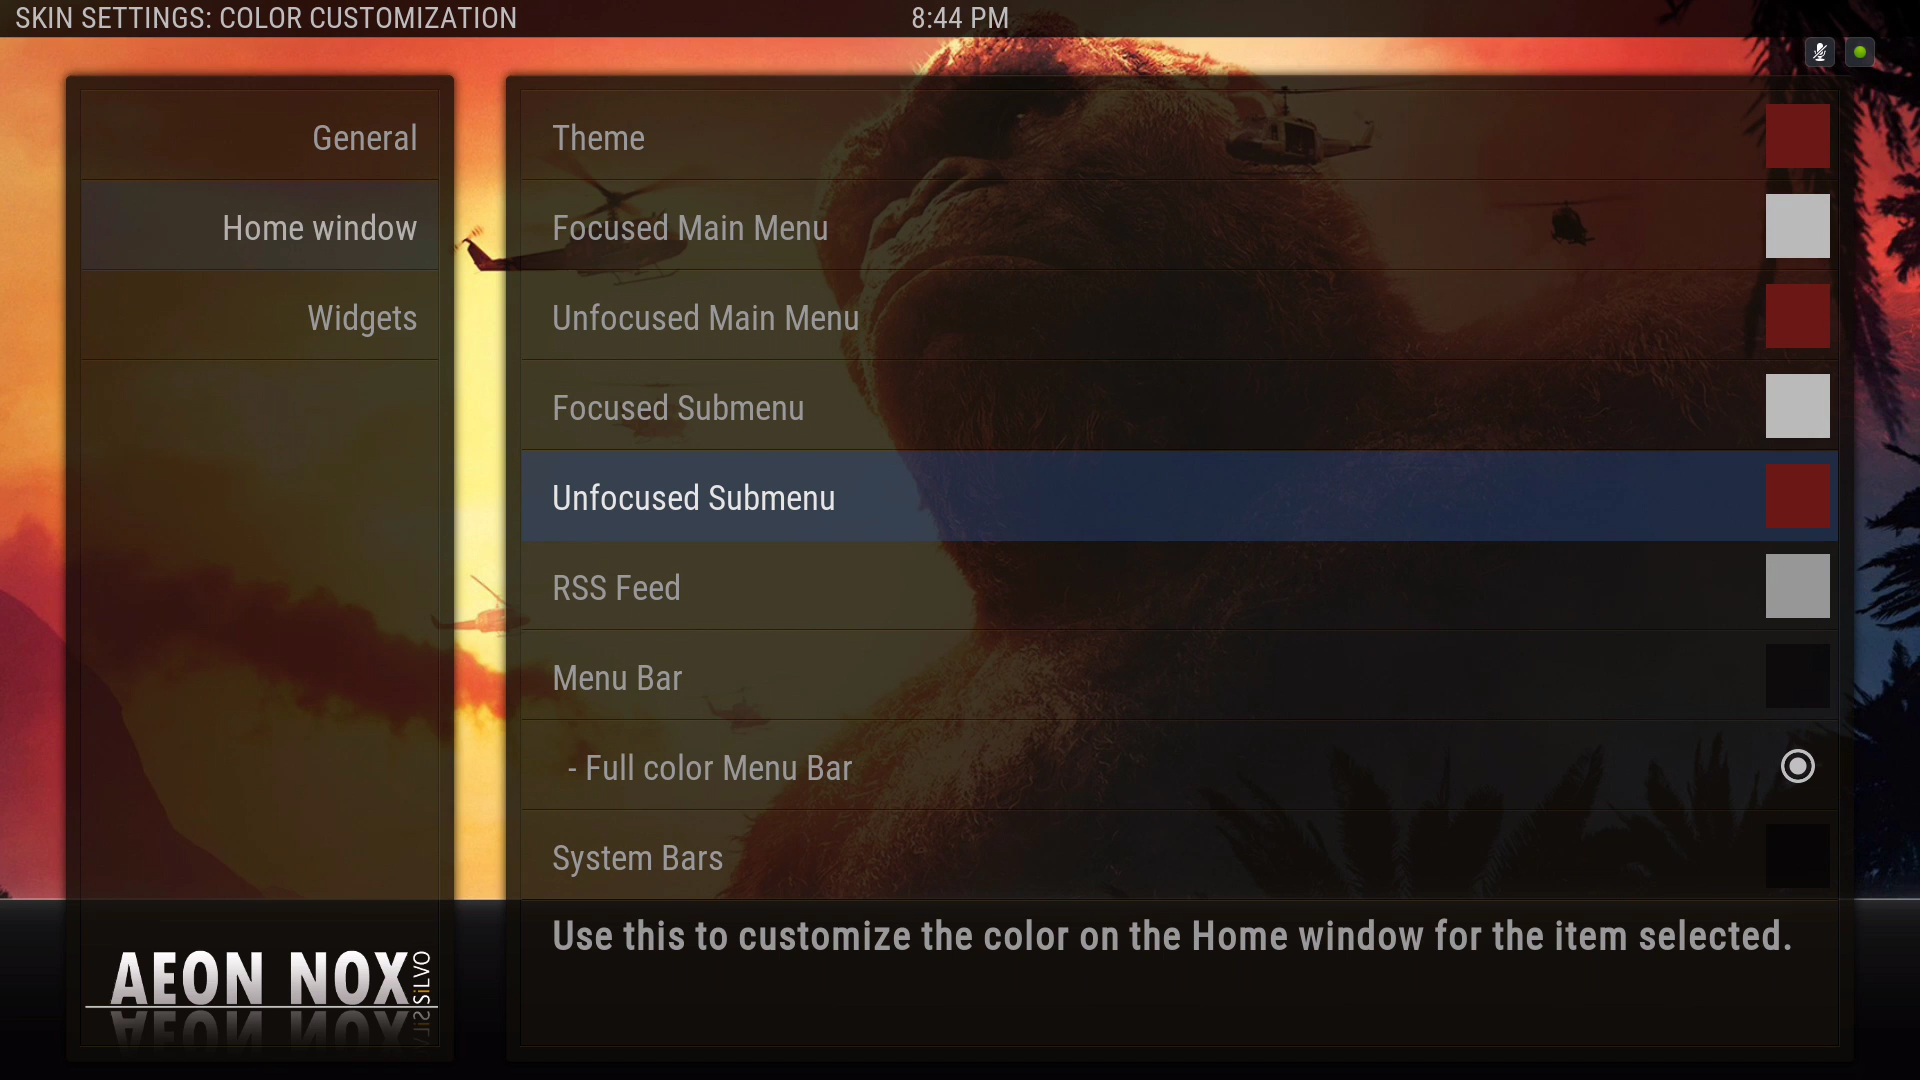 SKIN SETTINGS: COLOR CUSTOMIZATION
8:44 PM
General
Home window
Widgets
Theme
Focused Main Menu
Unfocused Main Menu
Focused Submenu
Unfocused Submenu
RSS Feed
Menu Bar
- Full color Menu Bar
System Bars
Use this to customize the color on the Home window for the item selected.
AEON NOX
SiLVO